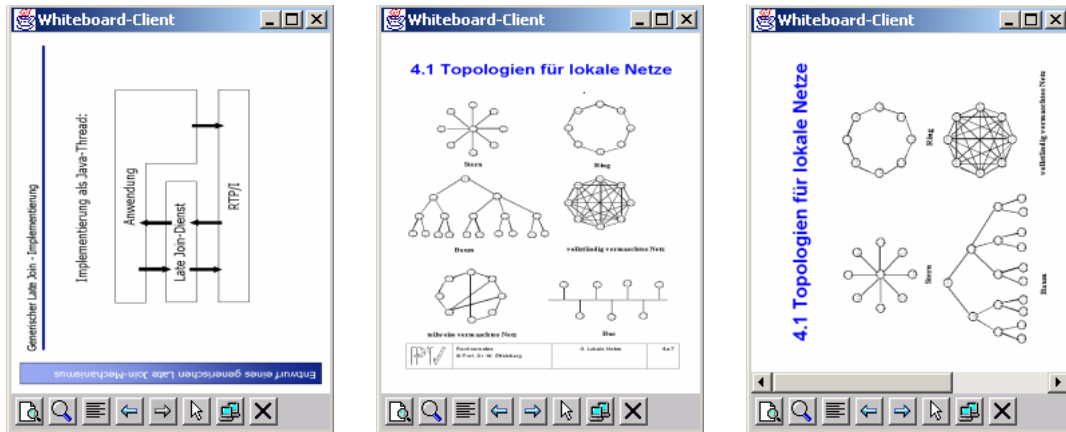 Whiteboard-Client
Generischer Late Join - Implementierung
Implementierung als Java-Thread:
Anwendung
Late Join-Dienst
RTP/I
Entwurf eines generischen Late Join-Mechanismus
Whiteboard-Client
4.1 Topologien für lokale Netze
Stern
Ring
Baum
vollständig vermaschtes Netz
teilweise vermaschtes Netz
Bus
Rechnernetze
© Prof. Dr. W. Effelsberg
4. Lokale Netze
Whiteboard-Client
4.1 Topologien für lokale Netze
Stern
Ring
Baum
vollständig vermaschtes Netz